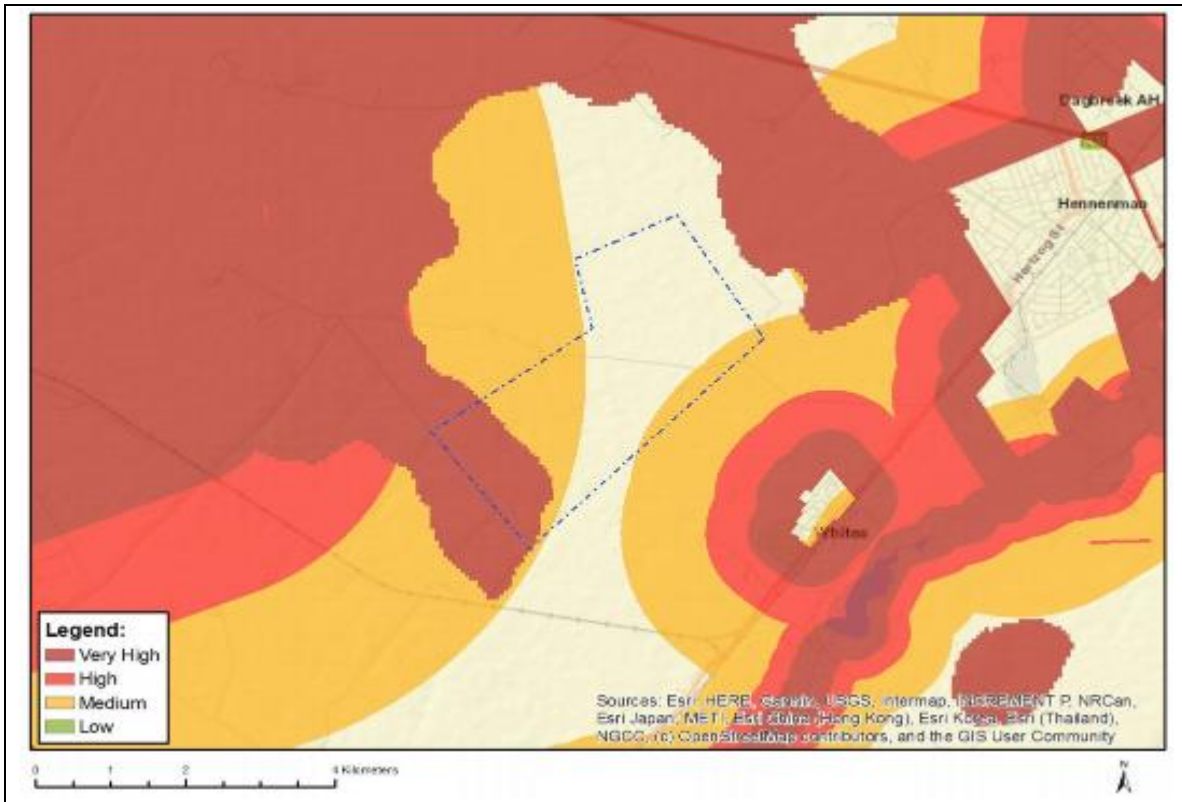 Dagbreek AH
Hennenman
Hertzog St
Whites
Legend:
Very High
High
Medium
Low
Sources: Esri, HERE, Garmin, USGS, Intermap, INCREMENT P, NRCan,
Esri Japan, METI, Esri China (Hong Kong), Esri Korea, Esri (Thailand),
NGCC, (c) OpenStreetMap contributors, and the GIS User Community
0 1 2 4 Kilometers
N